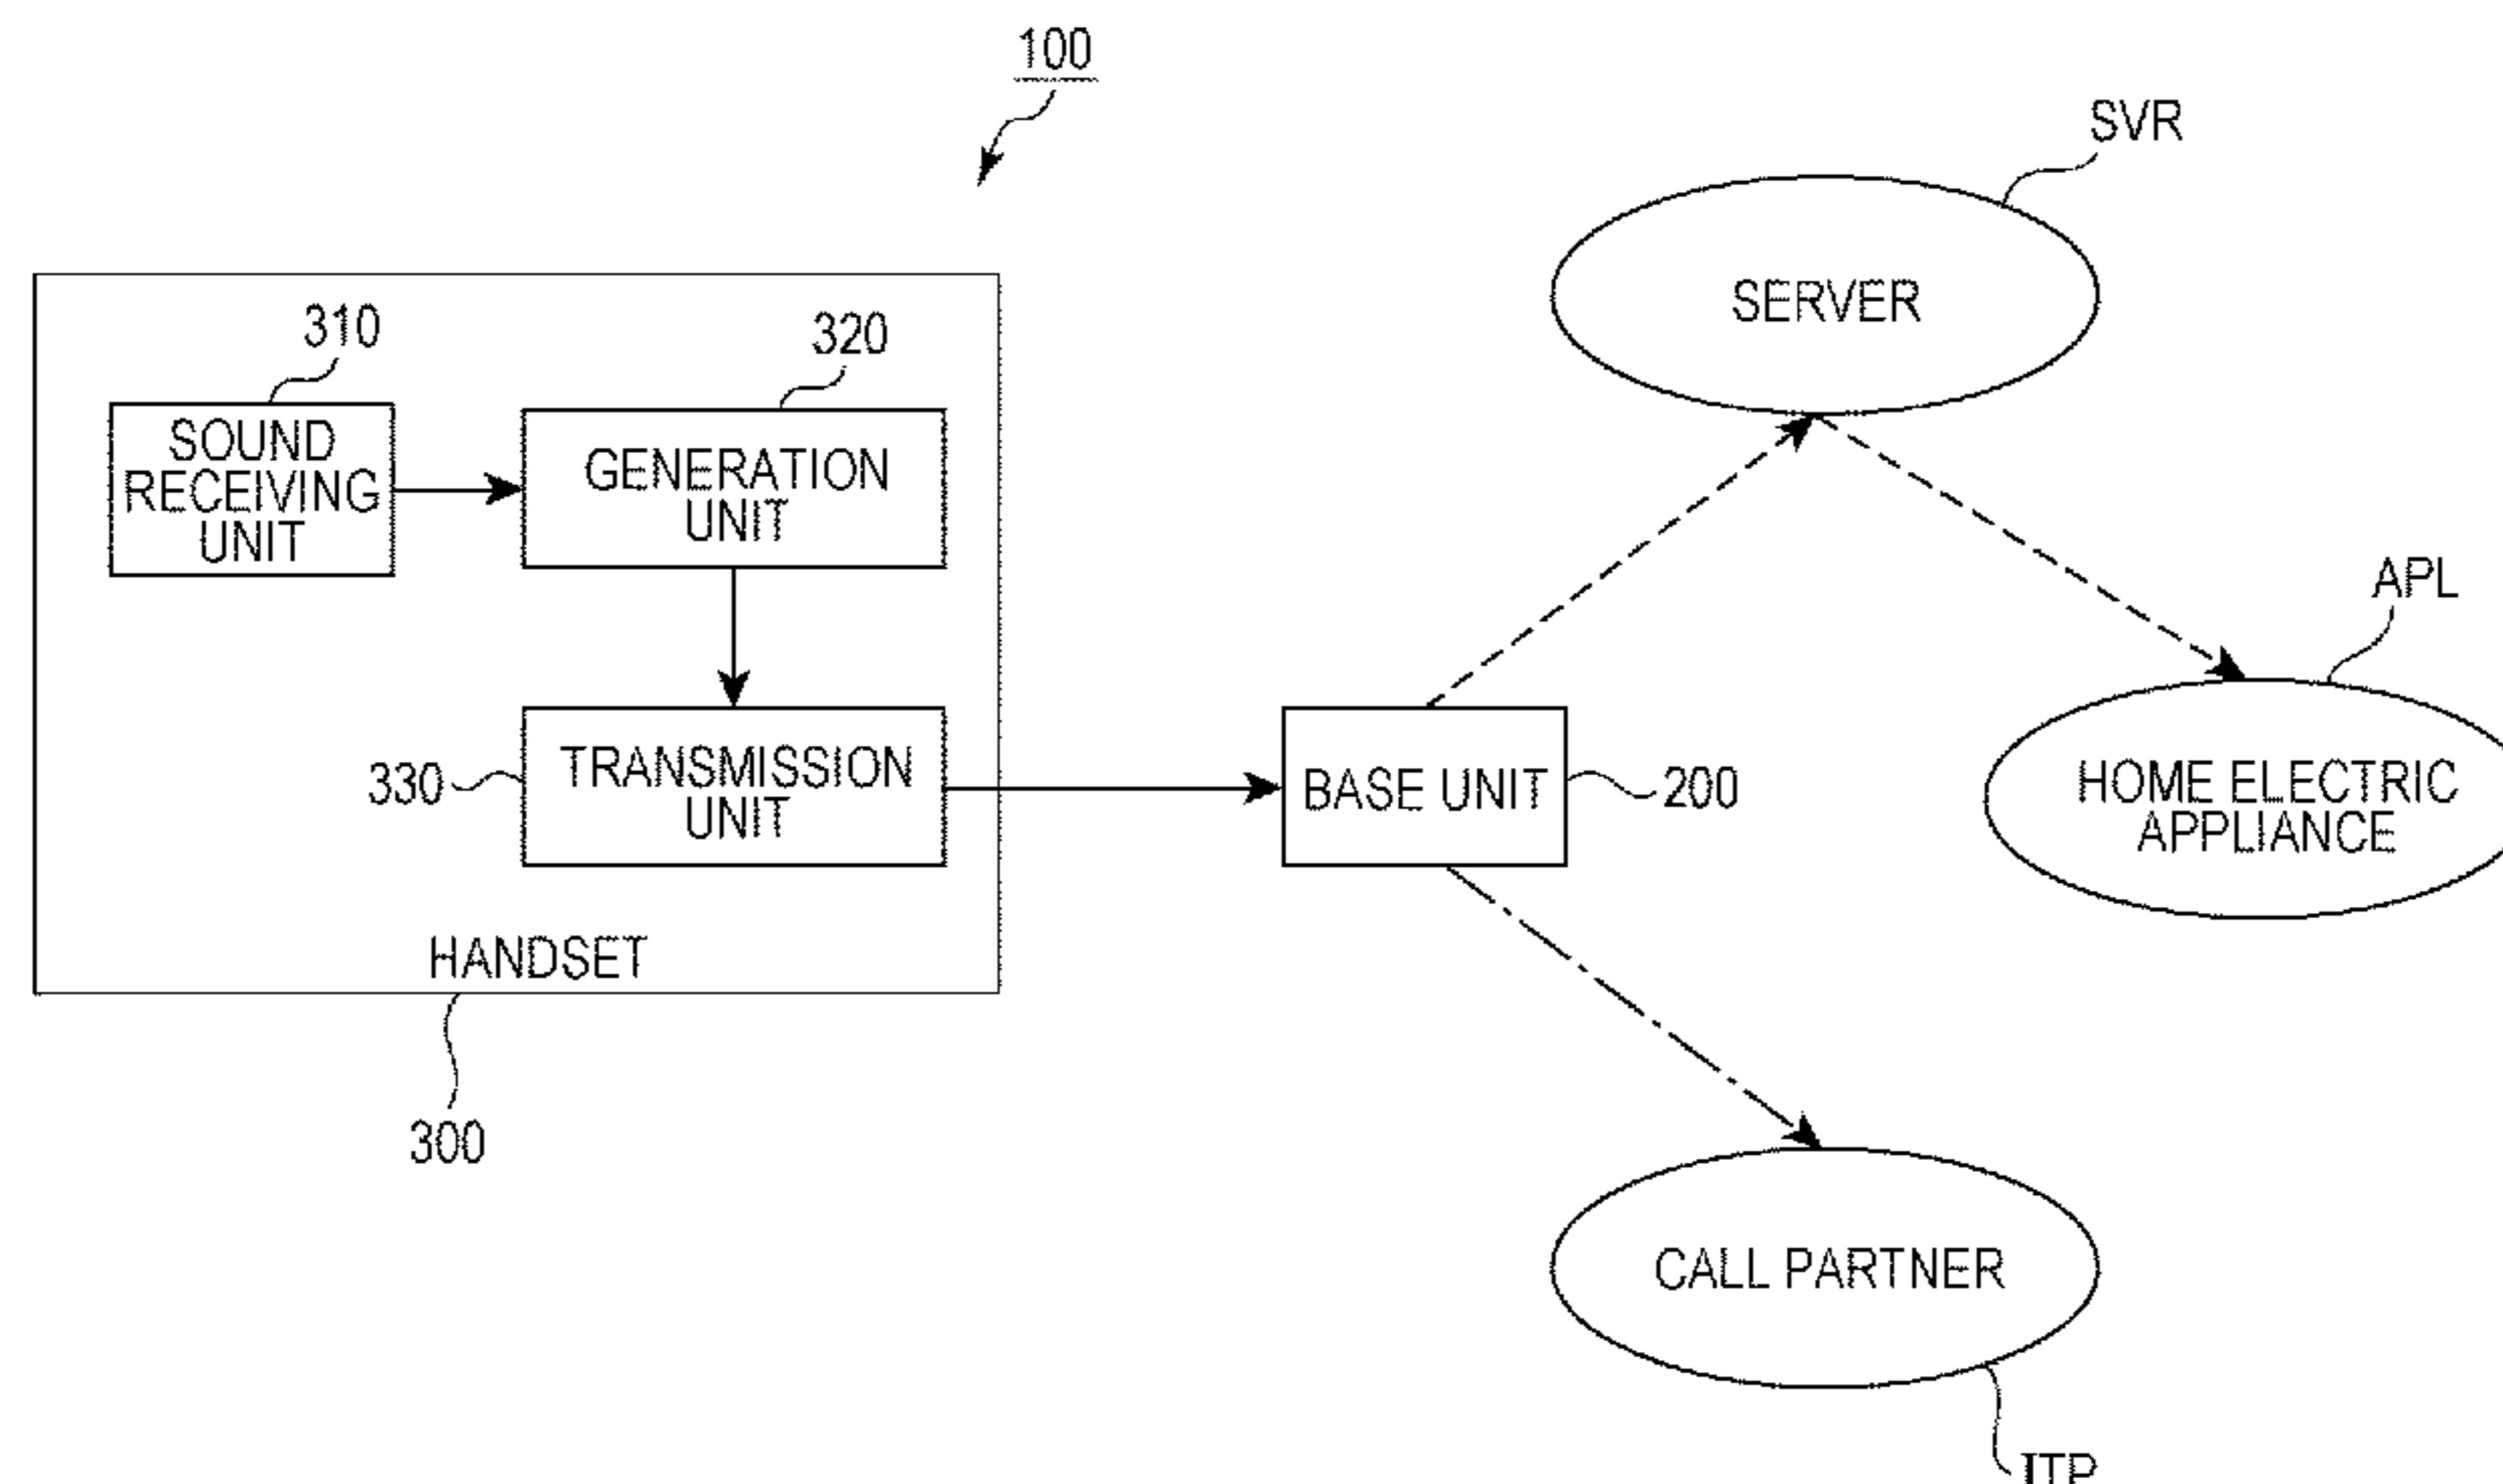 100
SVR
SERVER
310
320
SOUND
RECEIVING
UNIT
GENERATION
UNIT
APL
330
TRANSMISSION
UNIT
BASE UNIT
200
HOME ELECTRIC
APPLIANCE
HANDSET
300
CALL PARTNER
ITP